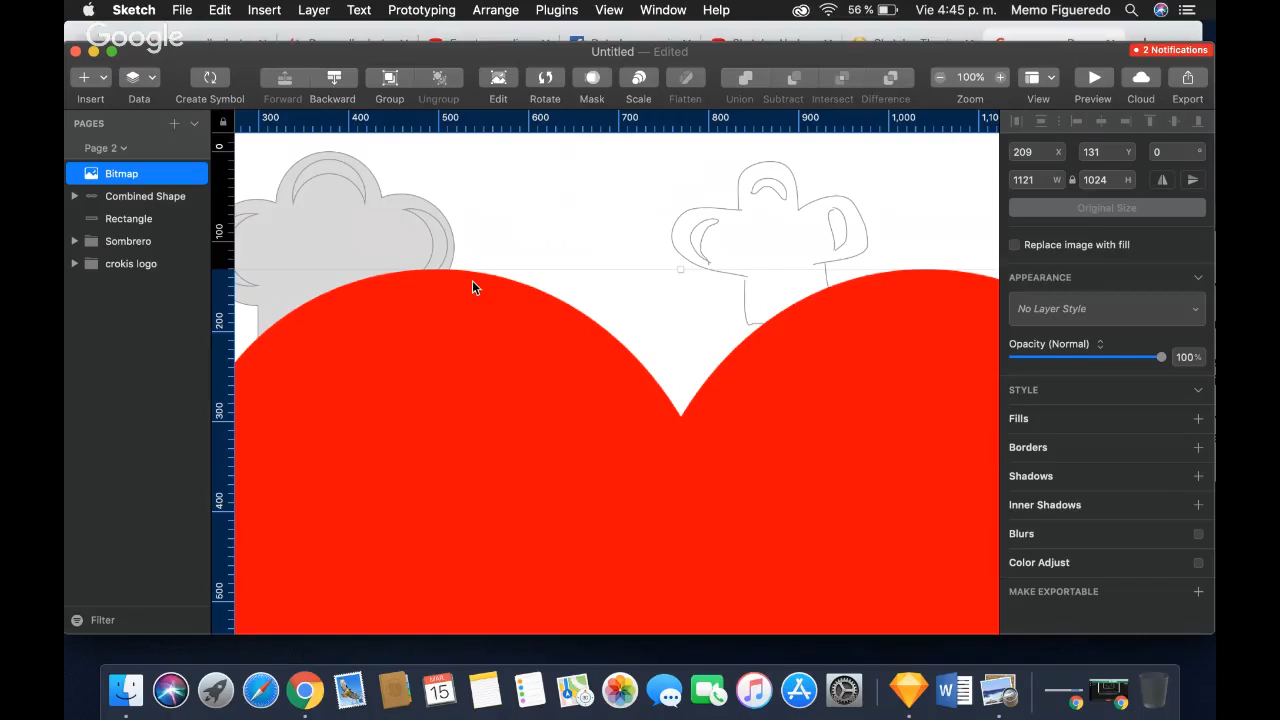 Sketch File Edit Insert Layer Text Prototyping Arrange Plugins View Window Help 56 % Vie 4:45 p. m. Memo Figueredo
Google
Untitled — Edited
2 Notifications
100%
Insert Data Create Symbol Forward Backward Group Ungroup Edit Rotate Mask Scale Flatten Union Subtract Intersect Difference Zoom View Preview Cloud Export
PAGES
Page 2
Bitmap
Combined Shape
Rectangle
Sombrero
crokis logo
Filter
300 400 500 600 700 800 900 1,000 1,10
0
100
200
300
400
500
209 X 131 Y 0 °
1121 W 1024 H
Original Size
Replace image with fill
APPEARANCE
No Layer Style
Opacity (Normal)
100%
STYLE
Fills
Borders
Shadows
Inner Shadows
Blurs
Color Adjust
MAKE EXPORTABLE
MAR
15